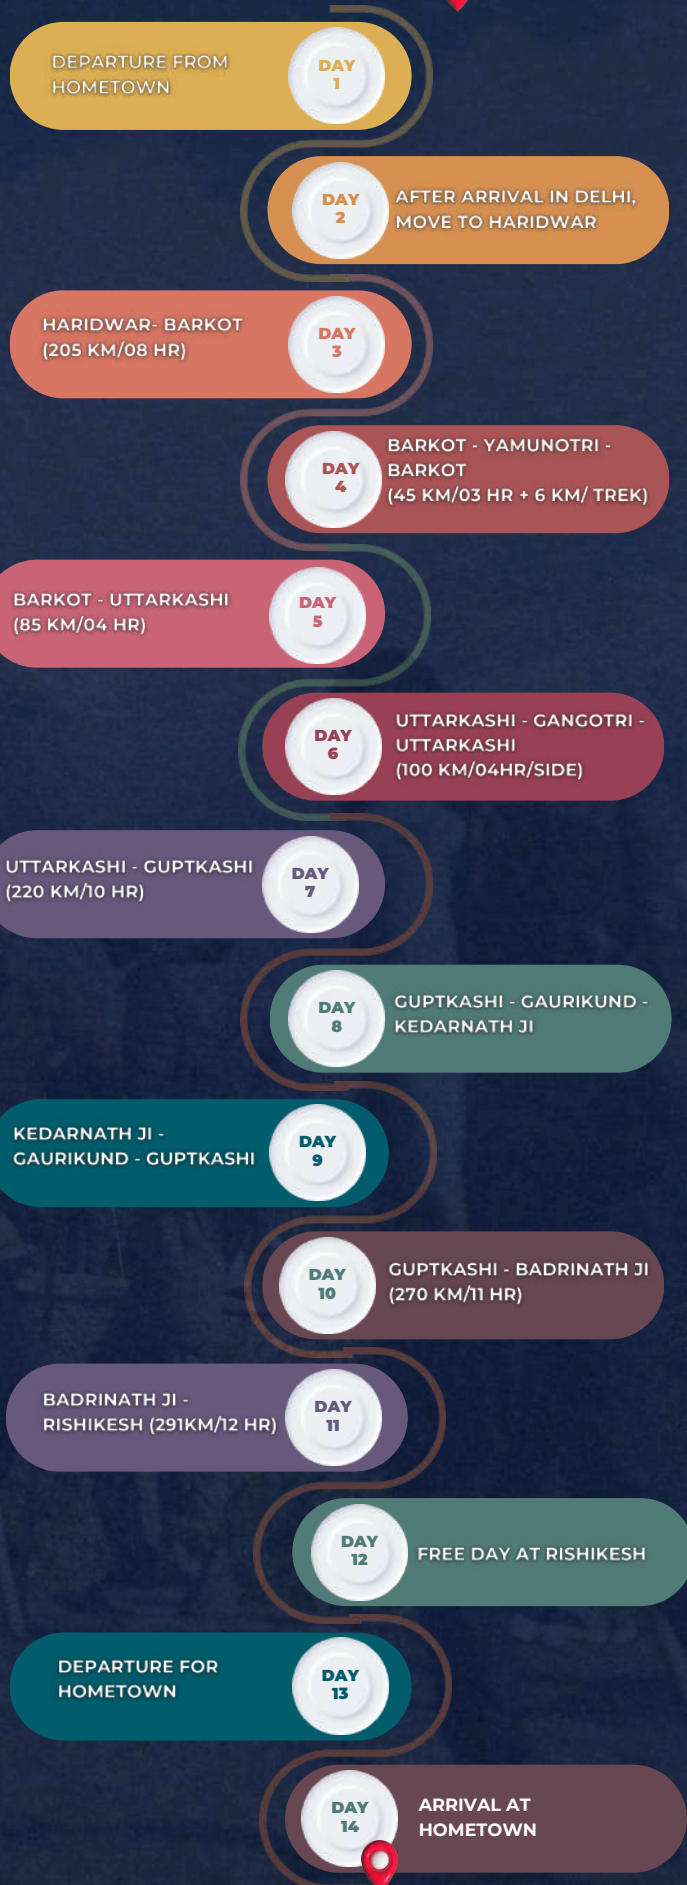 DEPARTURE FROM
HOMETOWN
DAY
1
DAY
2
AFTER ARRIVAL IN DELHI,
MOVE TO HARIDWAR
HARIDWAR- BARKOT
(205 KM/08 HR)
DAY
3
DAY
4
BARKOT - YAMUNOTRI -
BARKOT
(45 KM/03 HR + 6 KM/ TREK)
BARKOT - UTTARKASHI
(85 KM/04 HR)
DAY
5
DAY
6
UTTARKASHI - GANGOTRI -
UTTARKASHI
(100 KM/04HR/SIDE)
UTTARKASHI - GUPTKASHI
(220 KM/10 HR)
DAY
7
DAY
8
GUPTKASHI - GAURIKUND -
KEDARNATH JI
KEDARNATH JI -
GAURIKUND - GUPTKASHI
DAY
9
DAY
10
GUPTKASHI - BADRINATH JI
(270 KM/11 HR)
BADRINATH JI -
RISHIKESH (291KM/12 HR)
DAY
11
DAY
12
FREE DAY AT RISHIKESH
DEPARTURE FOR
HOMETOWN
DAY
13
DAY
14
ARRIVAL AT
HOMETOWN